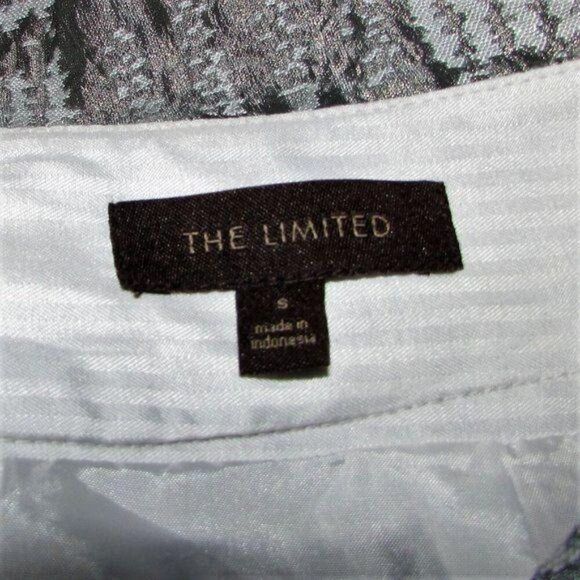 THE LIMITED
S
made in
indonesia